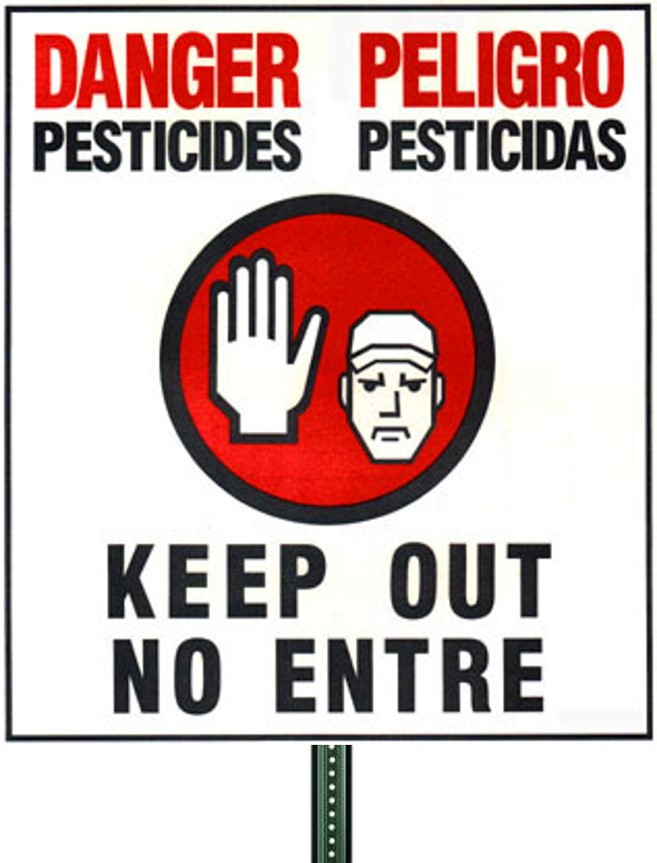 DANGER PELIGRO
PESTICIDES PESTICIDAS
KEEP OUT
NO ENTRE